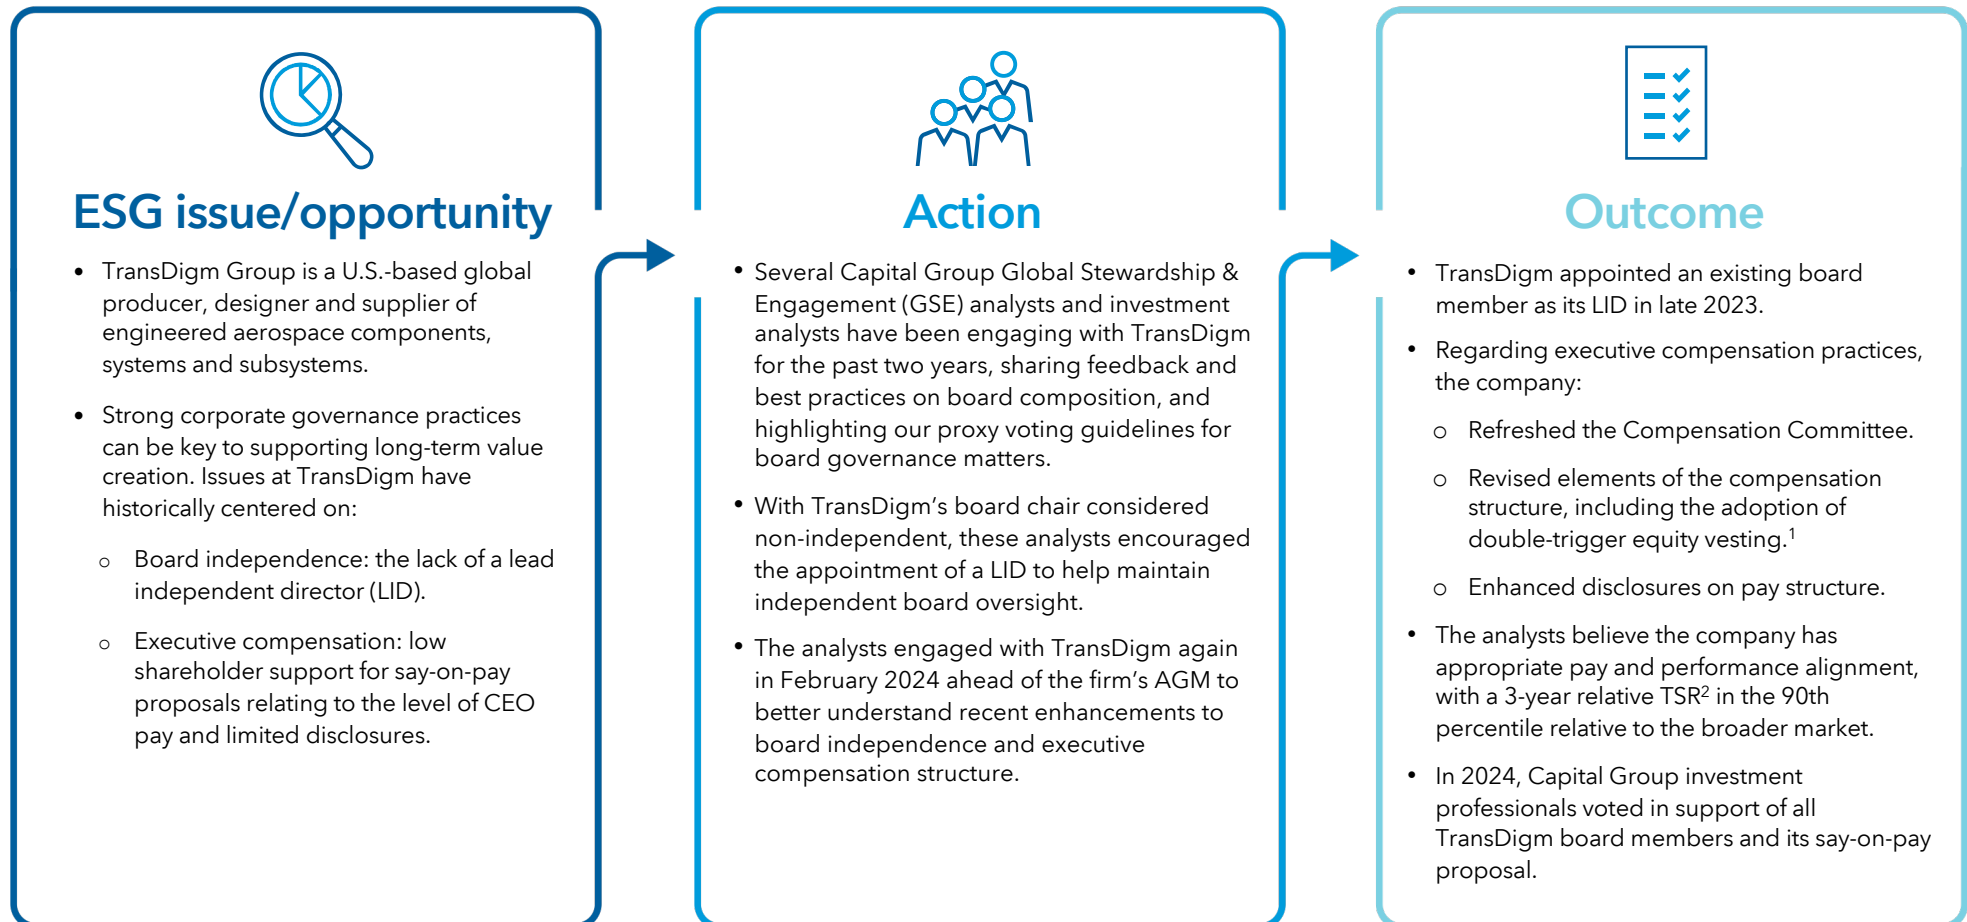 ESG issue/opportunity
• TransDigm Group is a U.S.-based global
producer, designer and supplier of
engineered aerospace components,
systems and subsystems.
• Strong corporate governance practices
can be key to supporting long-term value
creation. Issues at TransDigm have
historically centered on:
o Board independence: the lack of a lead
independent director (LID).
o Executive compensation: low
shareholder support for say-on-pay
proposals relating to the level of CEO
pay and limited disclosures.
Action
• Several Capital Group Global Stewardship &
Engagement (GSE) analysts and investment
analysts have been engaging with TransDigm
for the past two years, sharing feedback and
best practices on board composition, and
highlighting our proxy voting guidelines for
board governance matters.
• With TransDigm’s board chair considered
non-independent, these analysts encouraged
the appointment of a LID to help maintain
independent board oversight.
• The analysts engaged with TransDigm again
in February 2024 ahead of the firm’s AGM to
better understand recent enhancements to
board independence and executive
compensation structure.
Outcome
• TransDigm appointed an existing board
member as its LID in late 2023.
• Regarding executive compensation practices,
the company:
o Refreshed the Compensation Committee.
o Revised elements of the compensation
structure, including the adoption of
double-trigger equity vesting.¹
o Enhanced disclosures on pay structure.
• The analysts believe the company has
appropriate pay and performance alignment,
with a 3-year relative TSR² in the 90th
percentile relative to the broader market.
• In 2024, Capital Group investment
professionals voted in support of all
TransDigm board members and its say-on-pay
proposal.